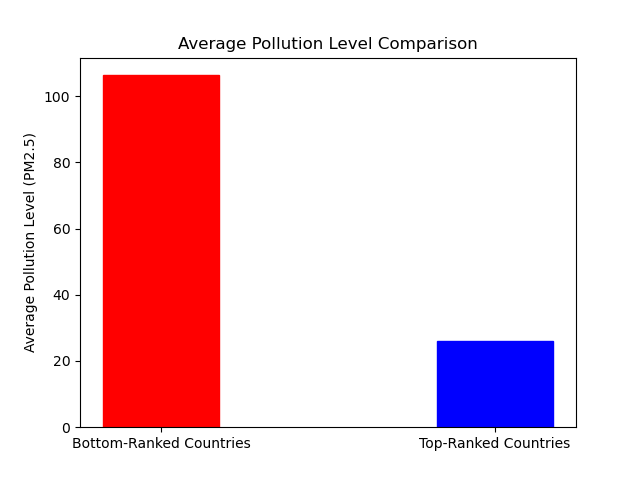 Average Pollution Level Comparison
Average Pollution Level (PM2.5)
100
80
60
40
20
0
Bottom-Ranked Countries
Top-Ranked Countries